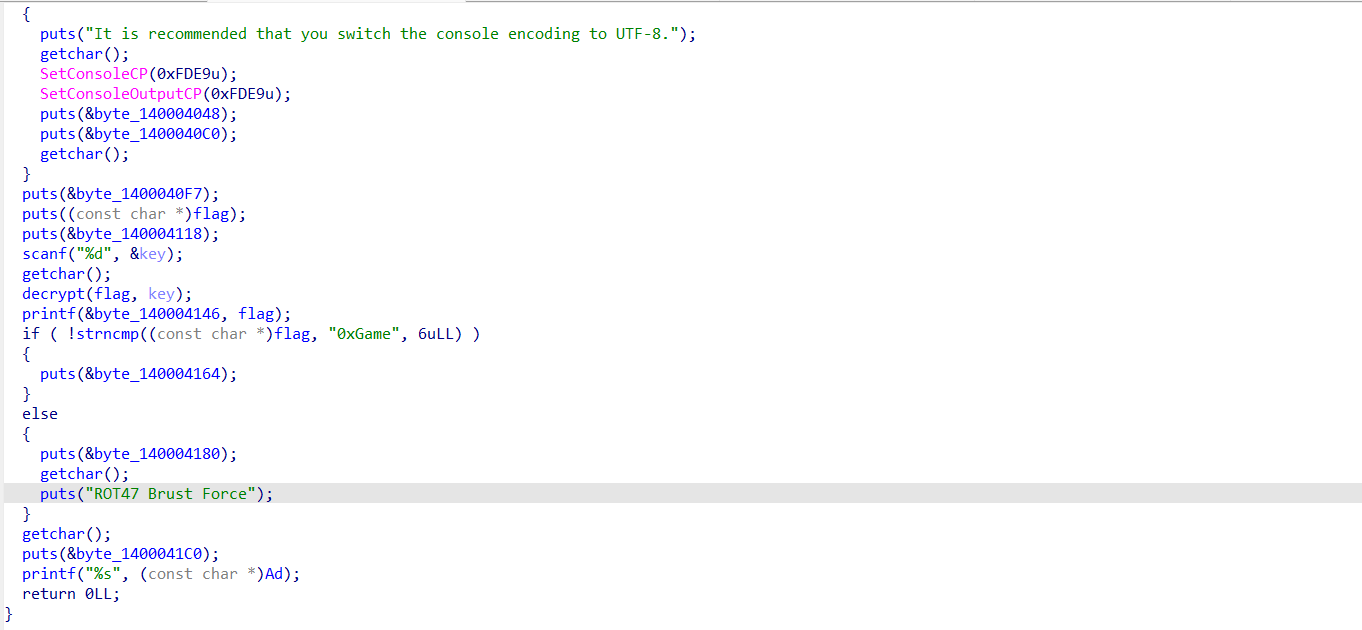 {
puts("It is recommended that you switch the console encoding to UTF-8.");
getchar();
SetConsoleCP(0xFDE9u);
SetConsoleOutputCP(0xFDE9u);
puts(&byte_140004048);
puts(&byte_1400040C0);
getchar();
}
puts(&byte_1400040F7);
puts((const char *)flag);
puts(&byte_140004118);
scanf("%d", &key);
getchar();
decrypt(flag, key);
printf(&byte_140004146, flag);
if ( !strncmp((const char *)flag, "0xGame", 6uLL) )
{
puts(&byte_140004164);
}
else
{
puts(&byte_140004180);
getchar();
puts("ROT47 Brust Force");
}
getchar();
puts(&byte_1400041C0);
printf("%s", (const char *)Ad);
return 0LL;
}